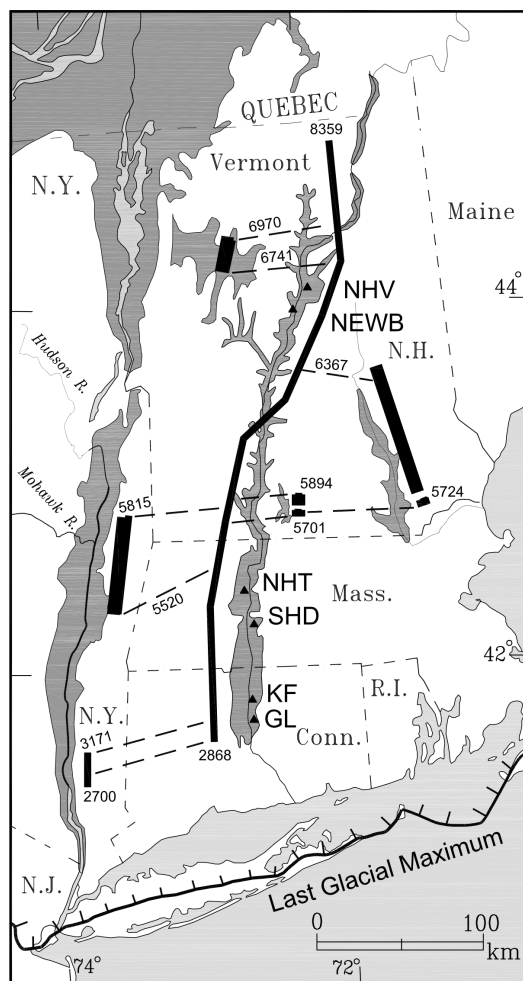 QUEBEC
8359
Vermont
N.Y.
6970
Maine
6741
44°
NHV
NEWB
Hudson R.
N.H.
6367
Mohawk R.
5815
5894
5724
5701
NHT
Mass.
5520
SHD
42°
KF
R.I.
N.Y.
GL
3171
Conn.
2868
2700
Last Glacial Maximum
N.J.
0 100
km
74° 72°